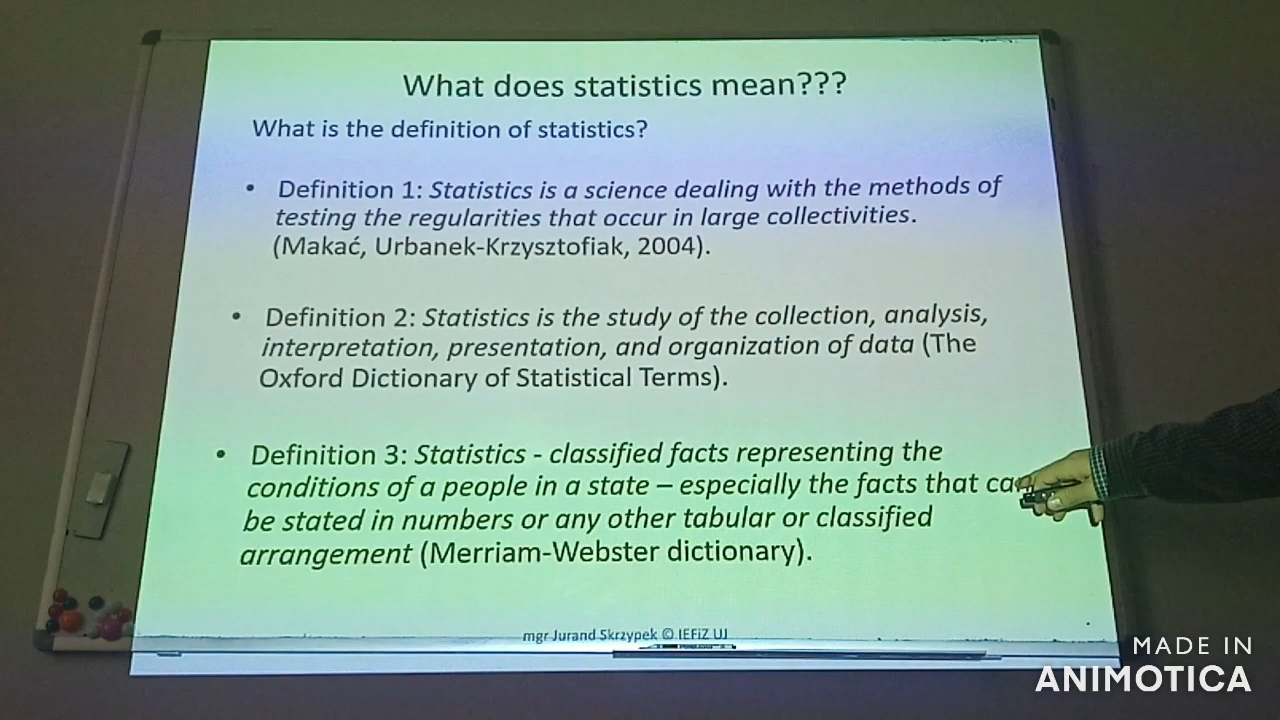 What does statistics mean???
What is the definition of statistics?
• Definition 1: Statistics is a science dealing with the methods of
testing the regularities that occur in large collectivities.
(Makać, Urbanek-Krzysztofiak, 2004).
• Definition 2: Statistics is the study of the collection, analysis,
interpretation, presentation, and organization of data (The
Oxford Dictionary of Statistical Terms).
• Definition 3: Statistics - classified facts representing the
conditions of a people in a state – especially the facts that ca
be stated in numbers or any other tabular or classified
arrangement (Merriam-Webster dictionary).
mgr Jurand Skrzypek © IEFiZ UJ
MADE IN
ANIMOTICA